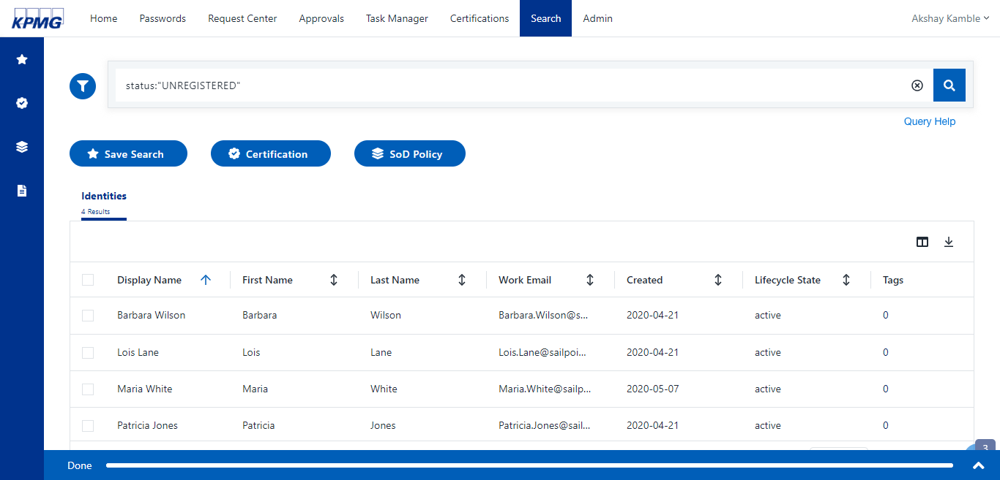 KPMG Home Passwords Request Center Approvals Task Manager Certifications Search Admin Akshay Kamble
status:"UNREGISTERED"
Query Help
Save Search Certification SoD Policy
Identities
4 Results
Display Name First Name Last Name Work Email Created Lifecycle State Tags
Barbara Wilson Barbara Wilson Barbara.Wilson@s... 2020-04-21 active 0
Lois Lane Lois Lane Lois.Lane@sailpoi... 2020-04-21 active 0
Maria White Maria White Maria.White@sailp... 2020-05-07 active 0
Patricia Jones Patricia Jones Patricia.Jones@sail... 2020-04-21 active 0
3
Done